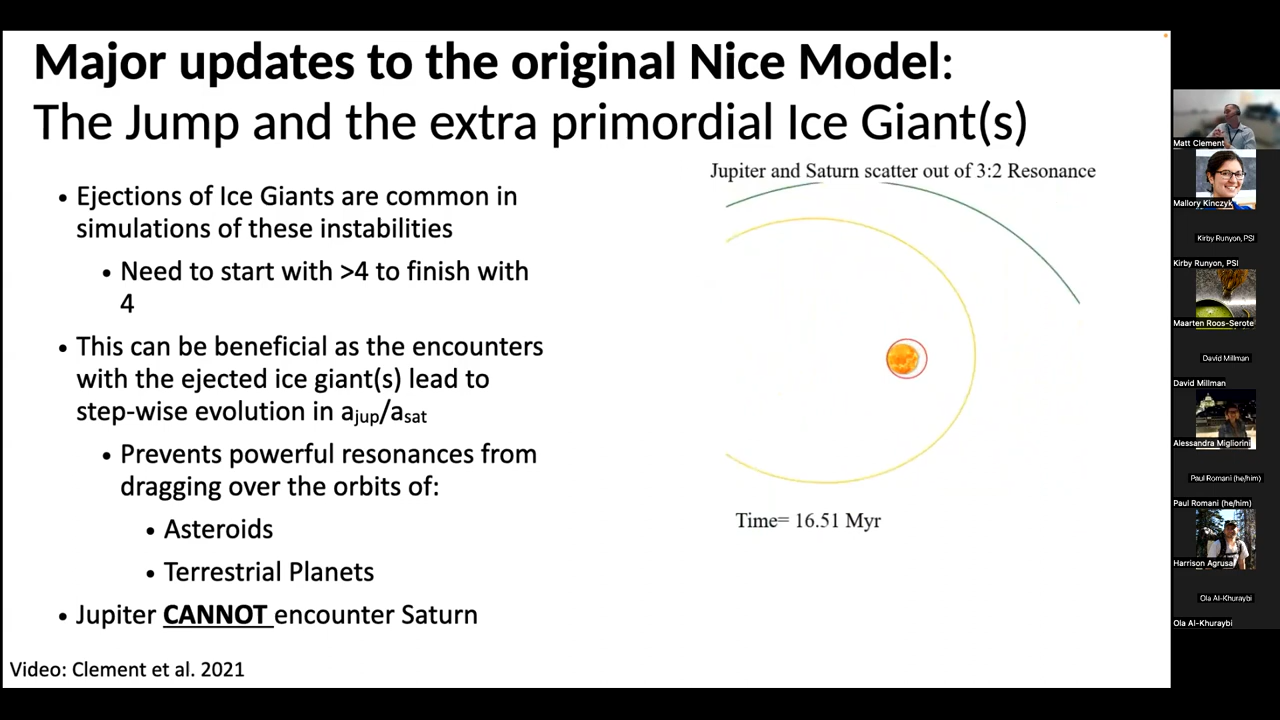 Major updates to the original Nice Model:
The Jump and the extra primordial Ice Giant(s)
Jupiter and Saturn scatter out of 3:2 Resonance
• Ejections of Ice Giants are common in
simulations of these instabilities
• Need to start with >4 to finish with
4
• This can be beneficial as the encounters
with the ejected ice giant(s) lead to
step-wise evolution in ajup/asat
• Prevents powerful resonances from
dragging over the orbits of:
• Asteroids
• Terrestrial Planets
• Jupiter CANNOT encounter Saturn
Time= 16.51 Myr
Video: Clement et al. 2021
Matt Clement
Mallory Kinczyk
Kirby Runyon, PSI
Kirby Runyon, PSI
Maarten Roos-Serote
David Millman
David Millman
Alessandra Migliorini
Paul Romani (he/him)
Paul Romani (he/him)
Harrison Agrusa
Ola Al-Khuraybi
Ola Al-Khuraybi